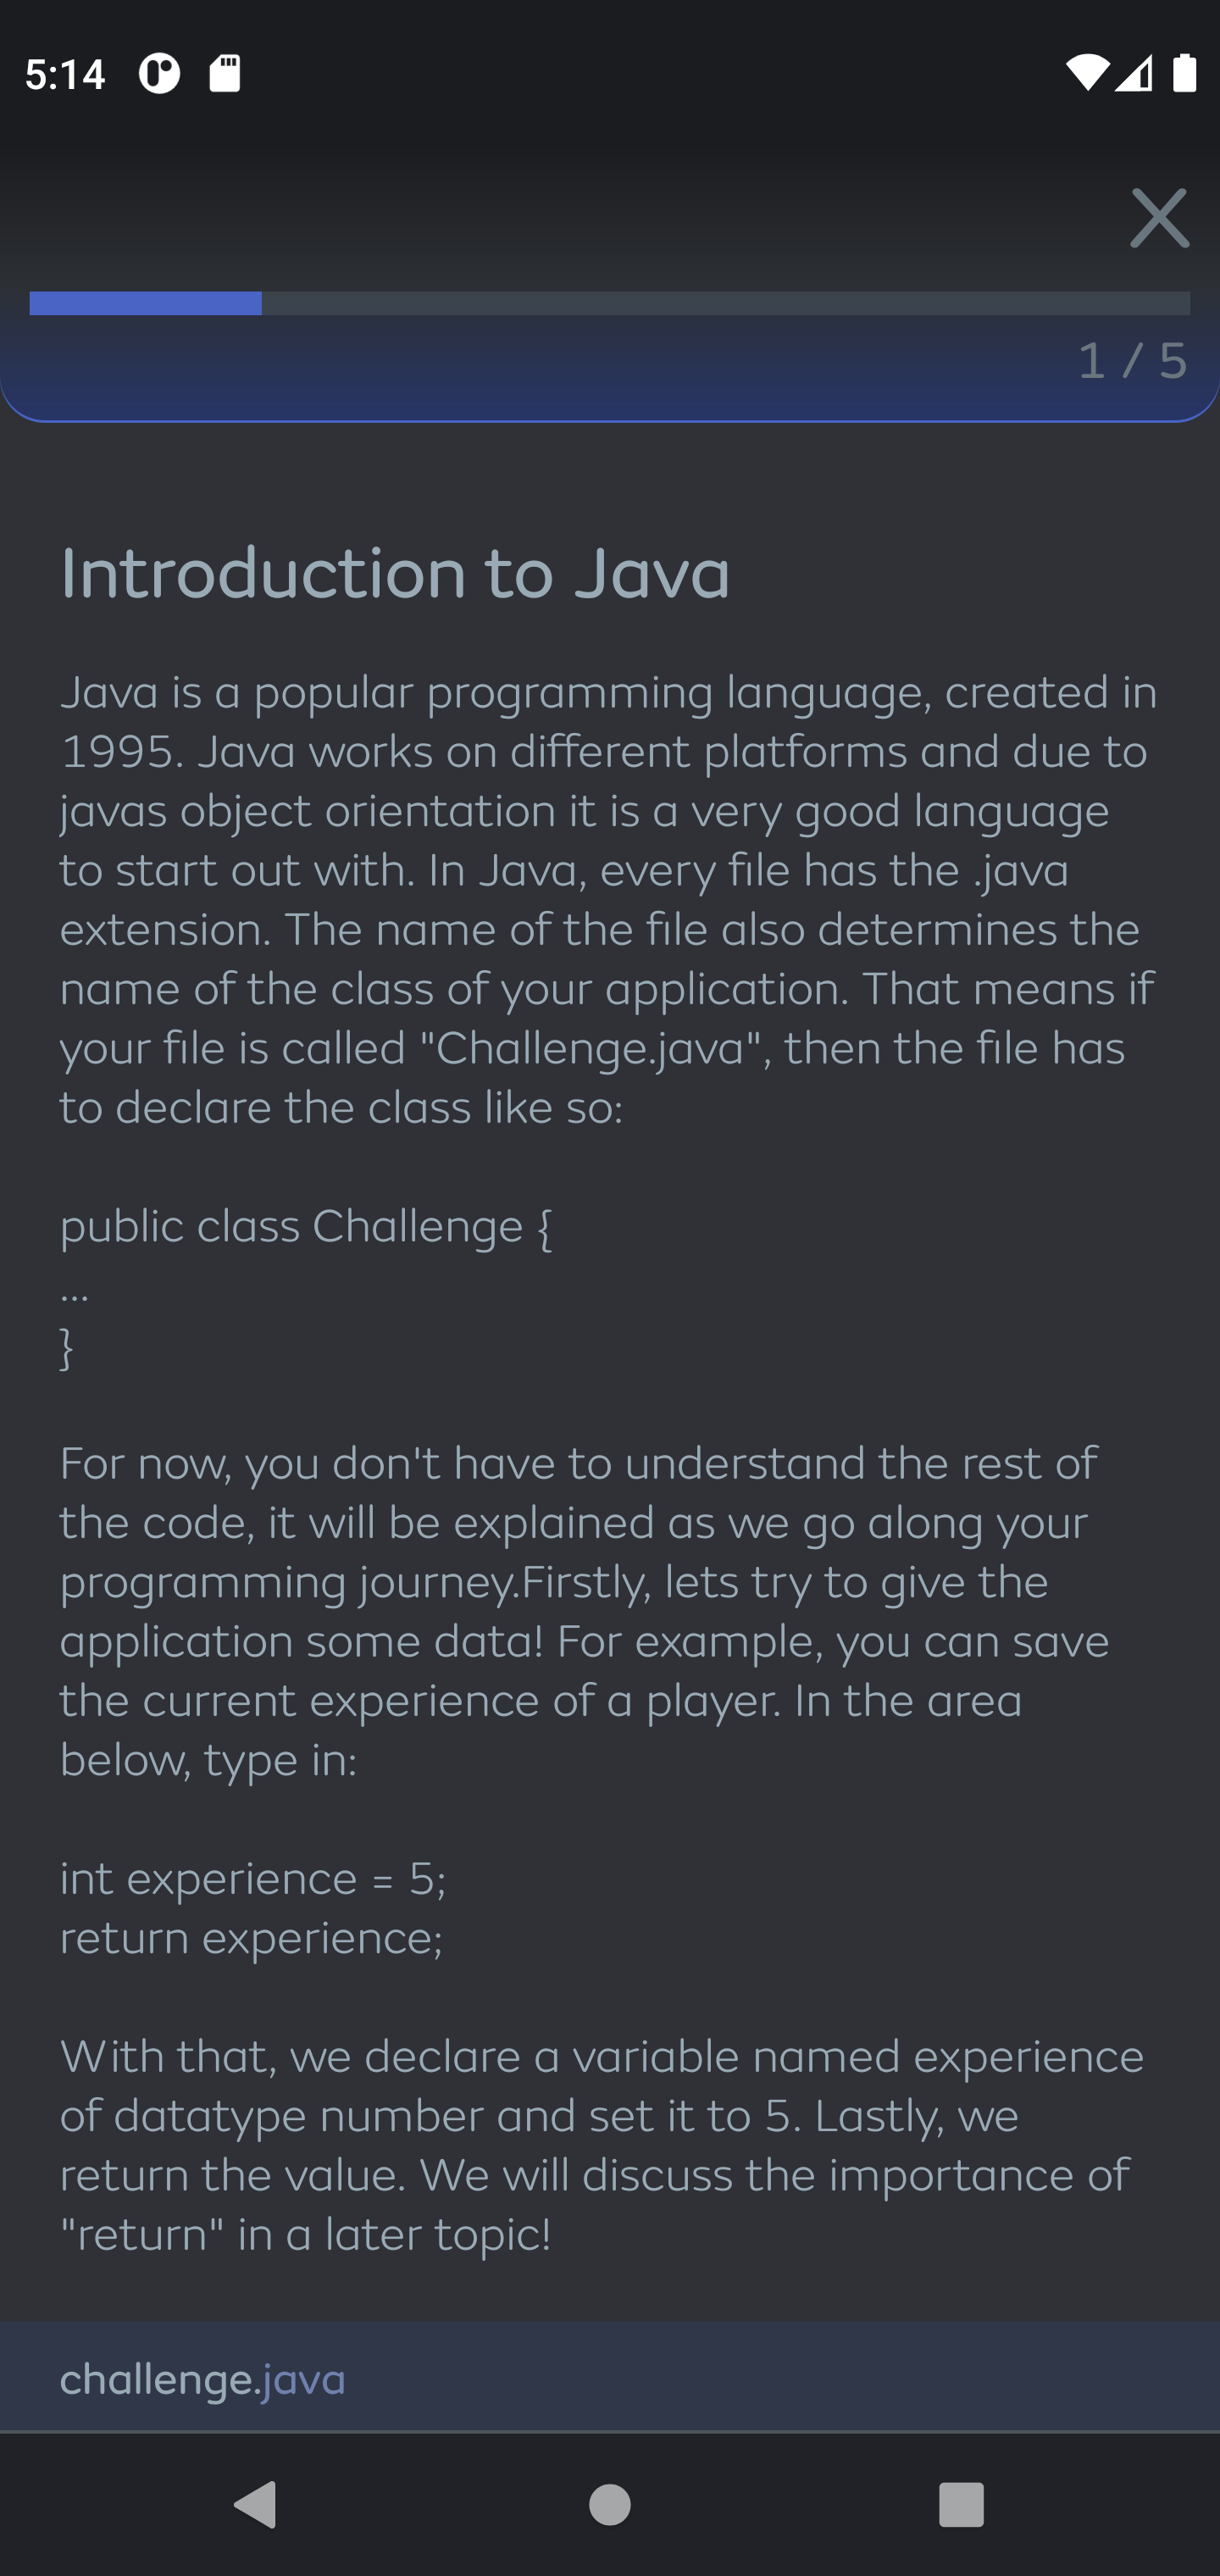 5:14
1 / 5
Introduction to Java
Java is a popular programming language, created in
1995. Java works on different platforms and due to
javas object orientation it is a very good language
to start out with. In Java, every file has the .java
extension. The name of the file also determines the
name of the class of your application. That means if
your file is called "Challenge.java", then the file has
to declare the class like so:
public class Challenge {
...
}
For now, you don't have to understand the rest of
the code, it will be explained as we go along your
programming journey.Firstly, lets try to give the
application some data! For example, you can save
the current experience of a player. In the area
below, type in:
int experience = 5;
return experience;
With that, we declare a variable named experience
of datatype number and set it to 5. Lastly, we
return the value. We will discuss the importance of
"return" in a later topic!
challenge.java